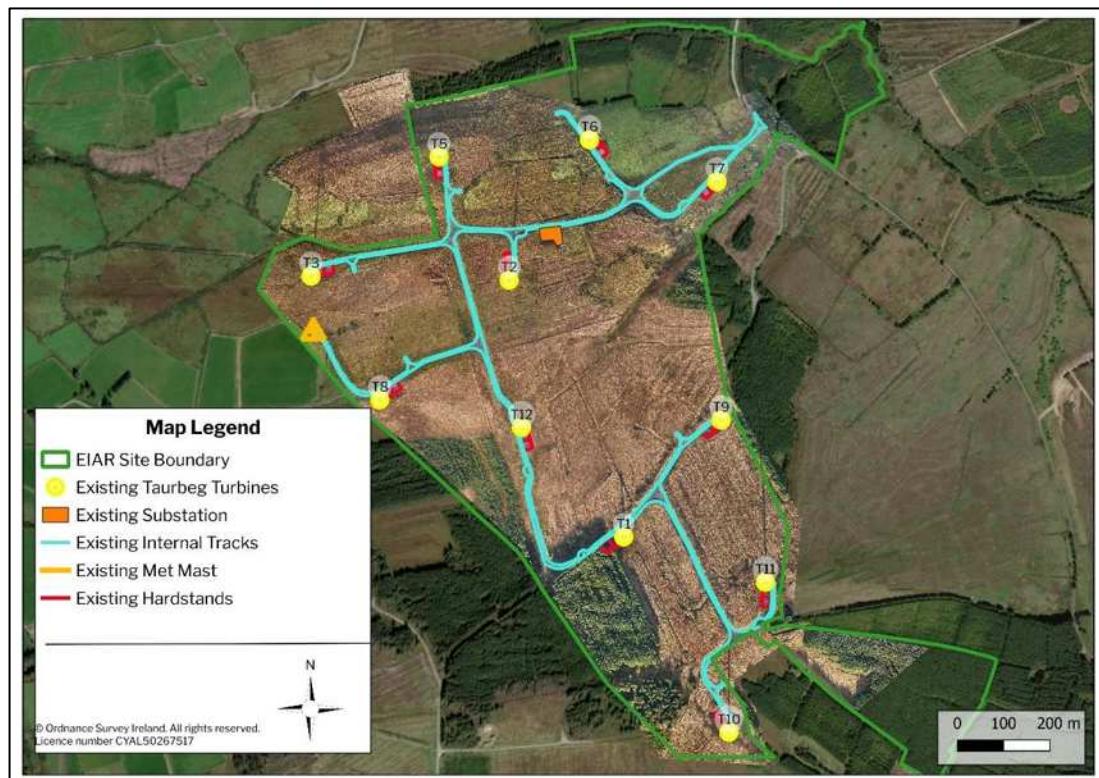 T6
T5
T7
T3
T2
T8
T12
T9
T1
T11
T10
Map Legend
EIAR Site Boundary
Existing Taurbeg Turbines
Existing Substation
Existing Internal Tracks
Existing Met Mast
Existing Hardstands
N
© Ordnance Survey Ireland. All rights reserved.
Licence number CYAL50267517
0 100 200 m